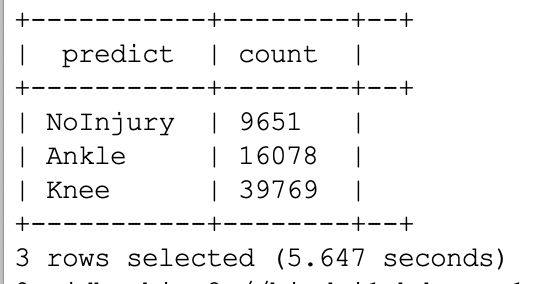 +-----------+--------+--+
|  predict  | count  |
+-----------+--------+--+
| NoInjury  | 9651   |
| Ankle     | 16078  |
| Knee      | 39769  |
+-----------+--------+--+
3 rows selected (5.647 seconds)